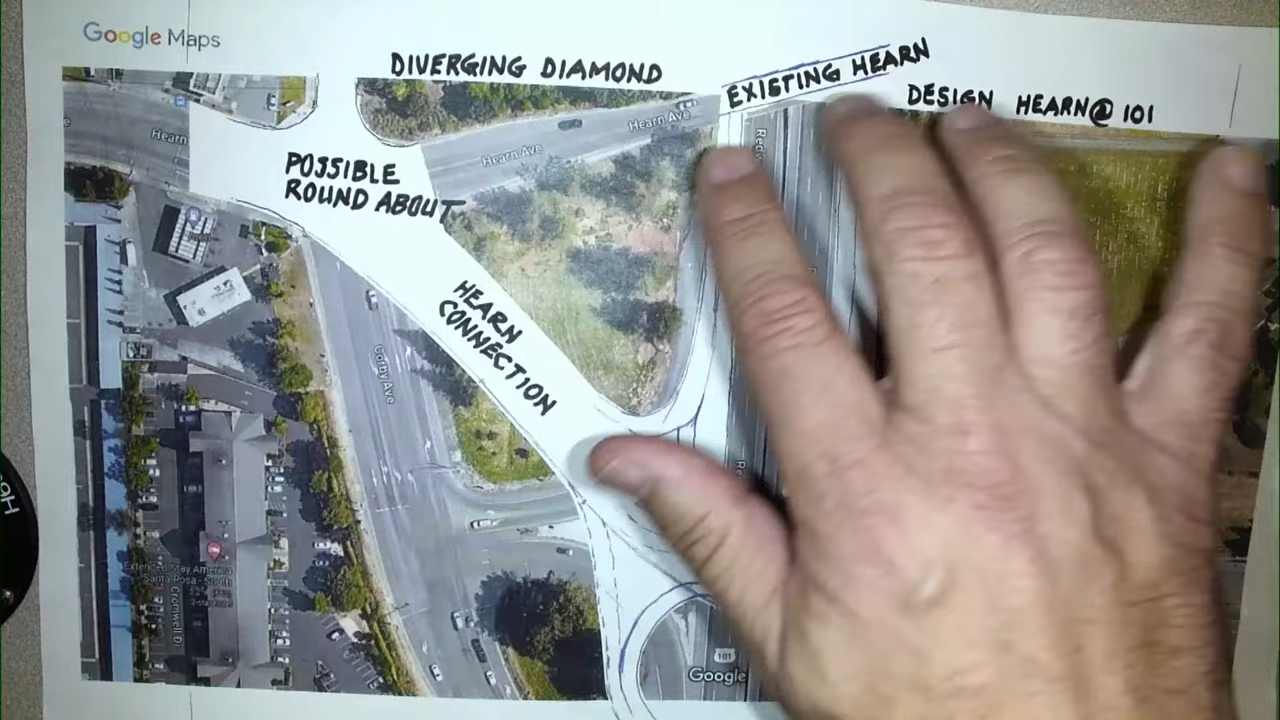 Google Maps
DIVERGING DIAMOND
EXISTING HEARN
DESIGN HEARN@ 101
Hearn
Hearn Ave
Hearn Ave
POSSIBLE
ROUND ABOUT
HEARN
CONNECTION
Corby Ave
Extended Stay America
Santa Rosa - South
Cromwell Dr
101
Google